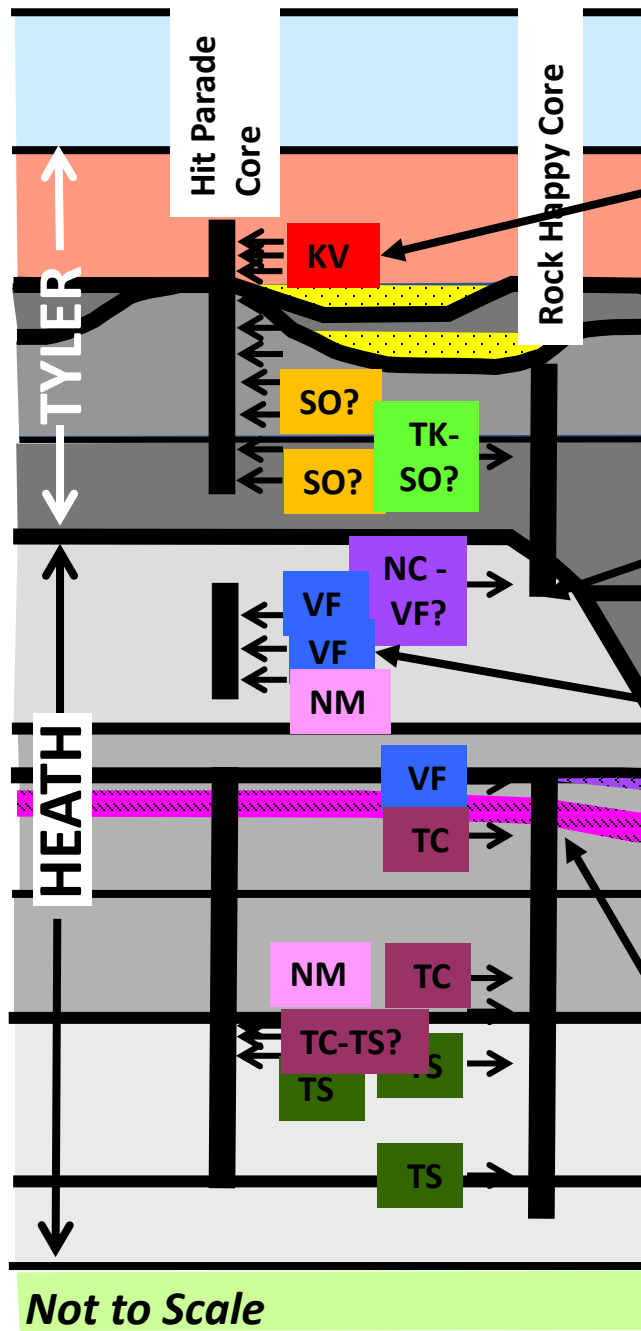 Hit Parade
Core
Rock Happy Core
TYLER
KV
SO?
TK-
SO?
SO?
NC -
VF?
VF
VF
NM
HEATH
VF
TC
NM
TC
TC-TS?
TS
TS
TS
Not to Scale